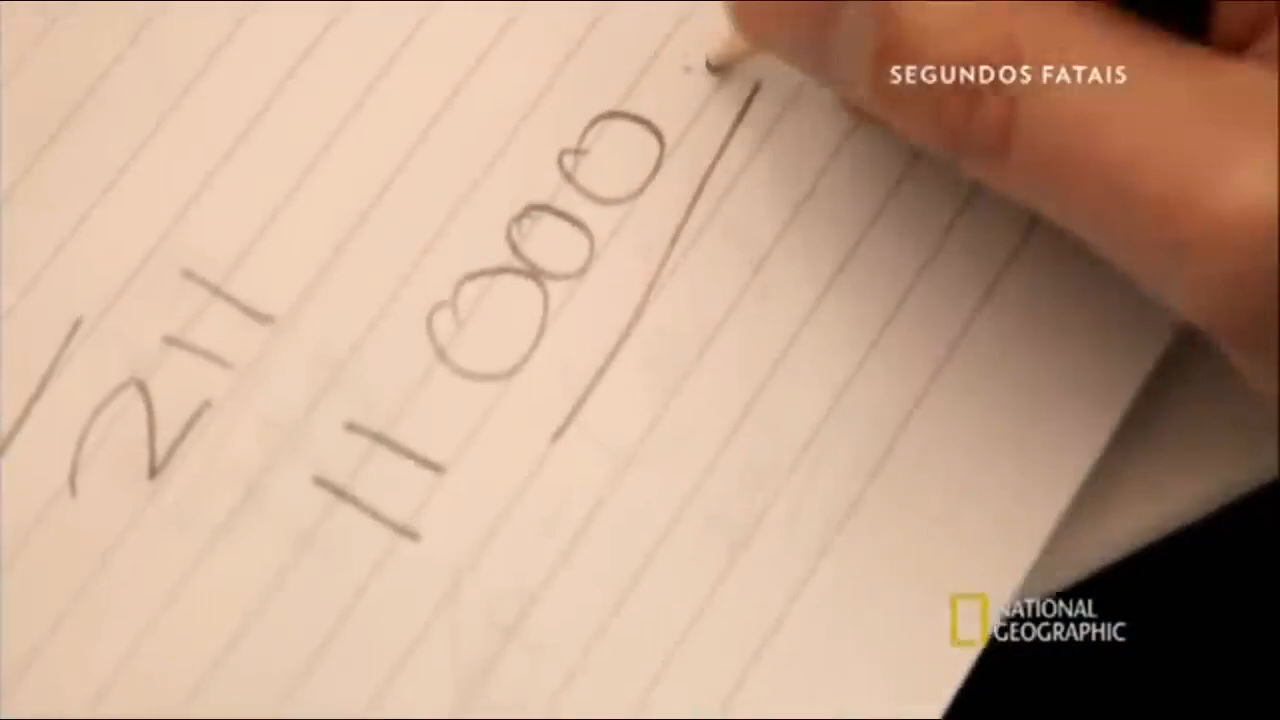 SEGUNDOS FATAIS
211
11 000
NATIONAL
GEOGRAPHIC